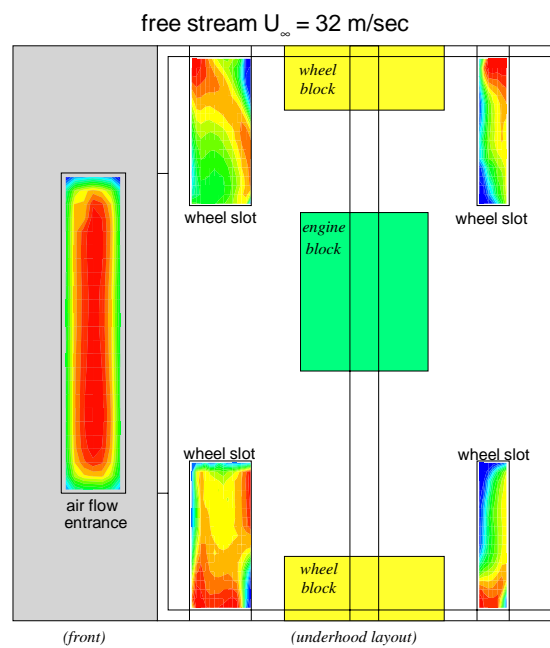 free stream U∞ = 32 m/sec
wheel
block
wheel slot
wheel slot
engine
block
wheel slot
wheel slot
air flow
entrance
wheel
block
(front)
(underhood layout)